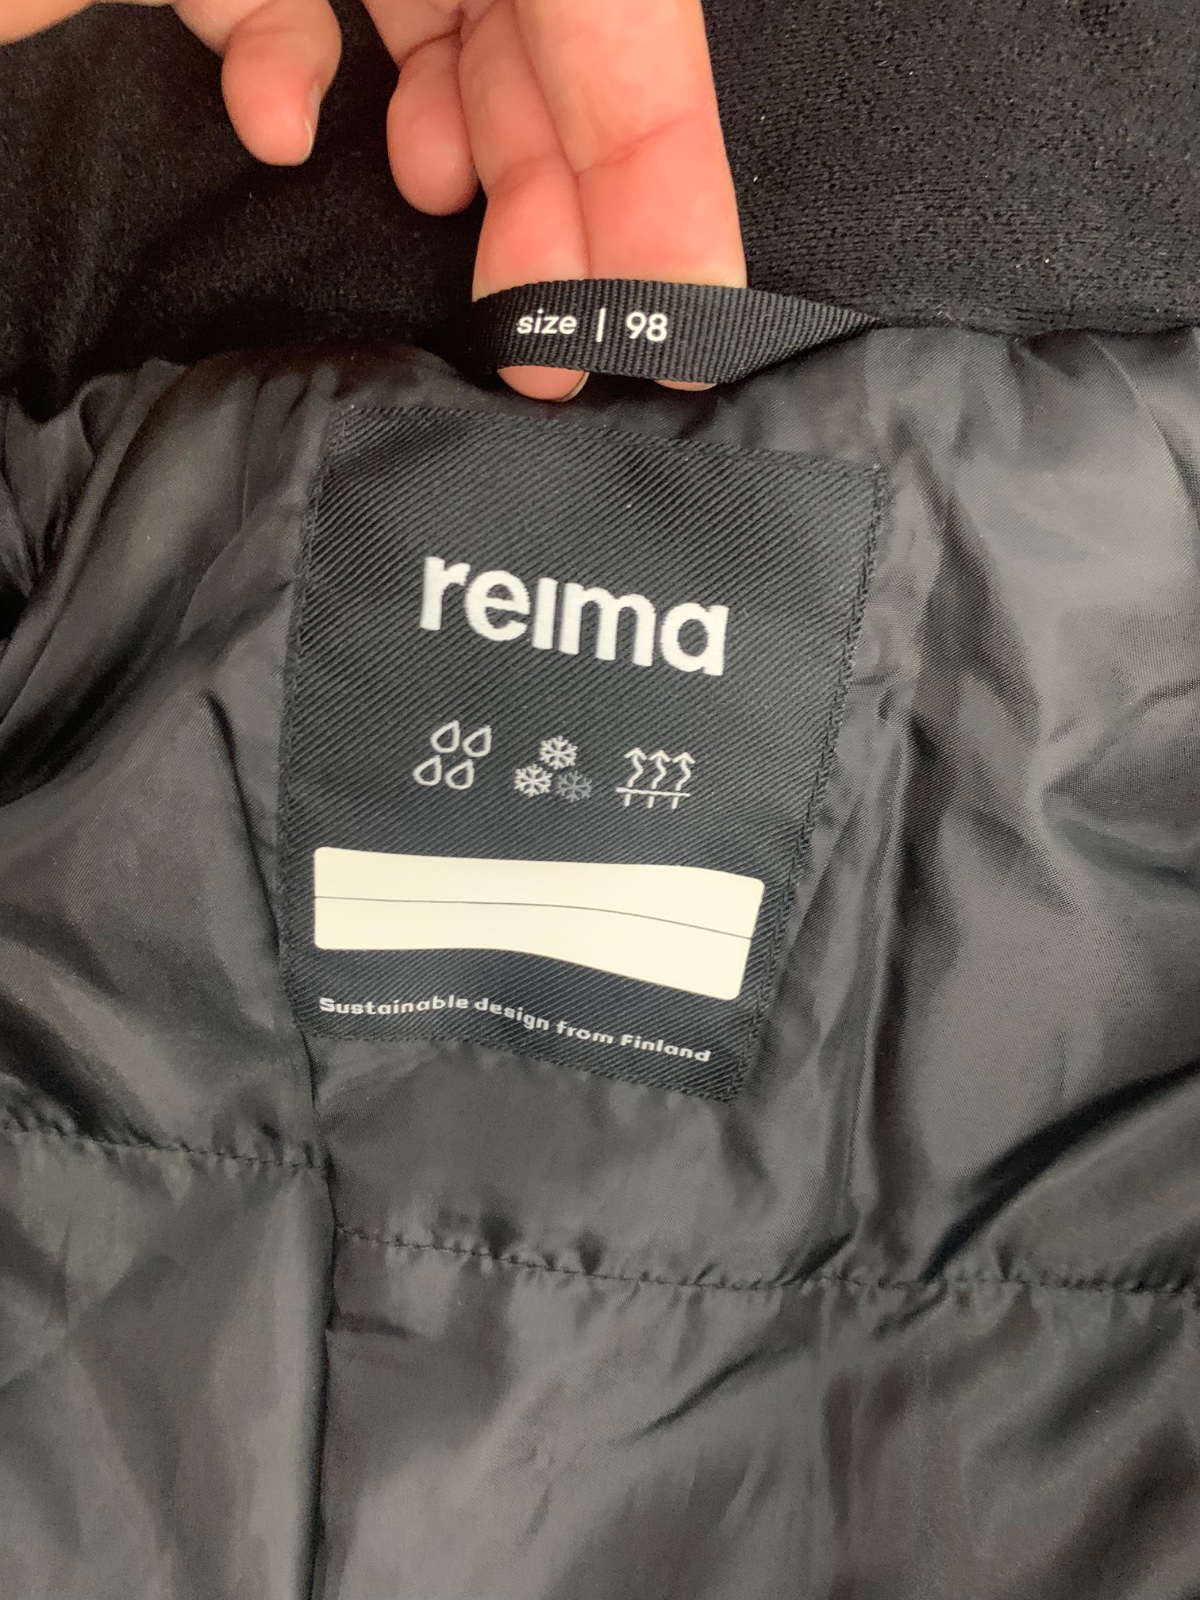 size | 98
reima
Sustainable design from Finland